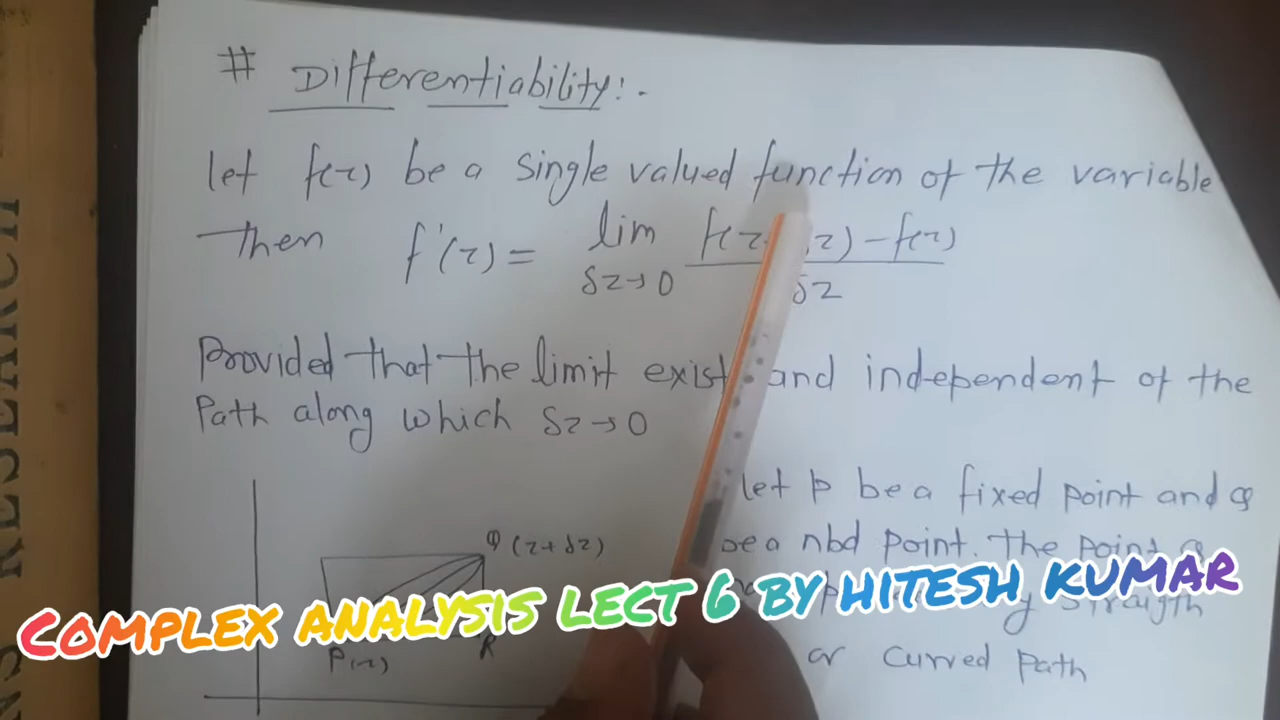 # Differentiability:-
let f(z) be a single valued function of the variable
then f'(z) = lim f(z (z) - f(z)
δz→0 δz
Provided that the limit exist and independent of the
Path along which δz→0
let p be a fixed point and Q
be a nbd point. The point Q
Q (z+δz)
straigth
or curved path
P(z)
R
COMPLEX ANALYSIS LECT 6 BY HITESH KUMAR
RESEARCH